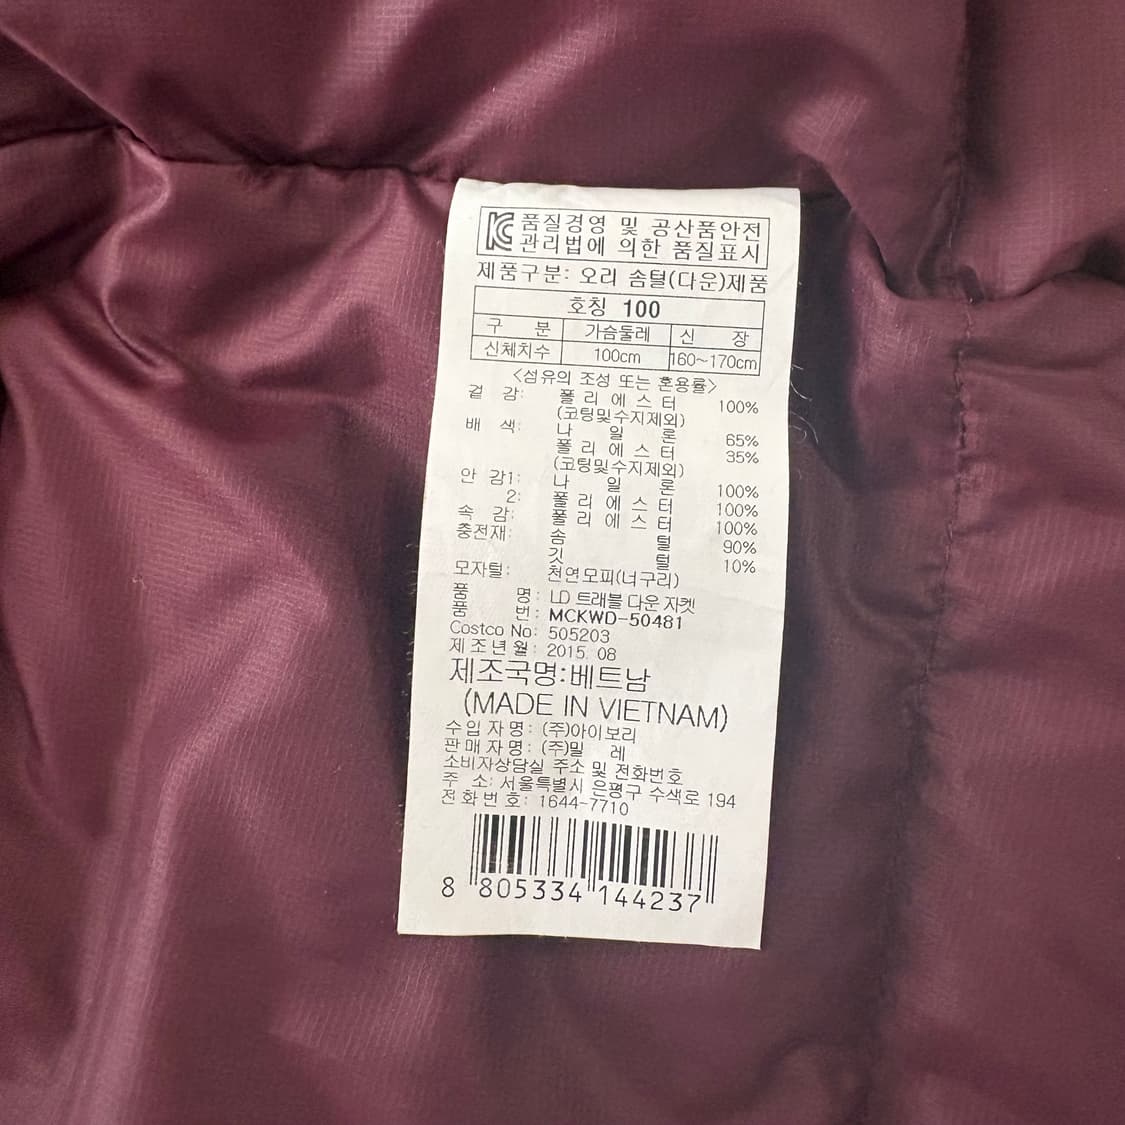 KC 품질경영 및 공산품안전
관리법에 의한 품질표시
제품구분: 오리 솜털(다운)제품
호칭 100
구 분 가슴둘레 신 장
신체치수 100cm 160~170cm
<섬유의 조성 또는 혼용률>
겉 감: 폴리에스터 100%
(코팅및수지제외)
배 색: 나 일 론 65%
폴리에스터 35%
(코팅및수지제외)
안 감1: 나 일 론 100%
2: 폴리에스터 100%
속 감: 폴리에스터 100%
충전재: 솜 털 90%
깃 털 10%
모자털: 천연모피(너구리)
품 명: LD 트래블 다운 자켓
품 번: MCKWD-50481
Costco No: 505203
제조년월: 2015. 08
제조국명:베트남
(MADE IN VIETNAM)
수입자명: (주)아이보리
판매자명: (주)밀 레
소비자상담실 주소 및 전화번호
주 소: 서울특별시 은평구 수색로 194
전화번호: 1644-7710
8 805334 144237